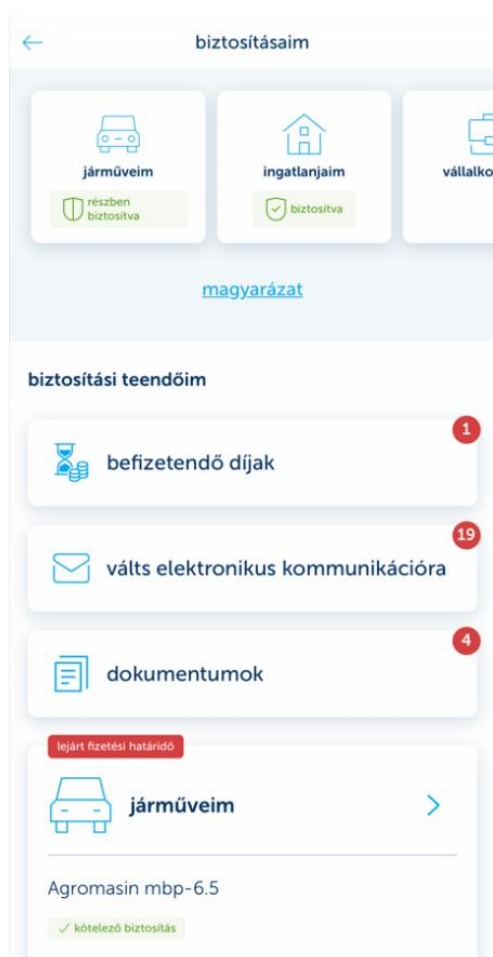 biztosításaim
járműveim
ingatlanjaim
részben
biztosítva
biztosítva
magyarázat
biztosítási teendőim
1
befizetendő díjak
19
válts elektronikus kommunikációra
4
dokumentumok
lejárt fizetési határidő
járműveim
Agromasin mbp-6.5
kötelező biztosítás